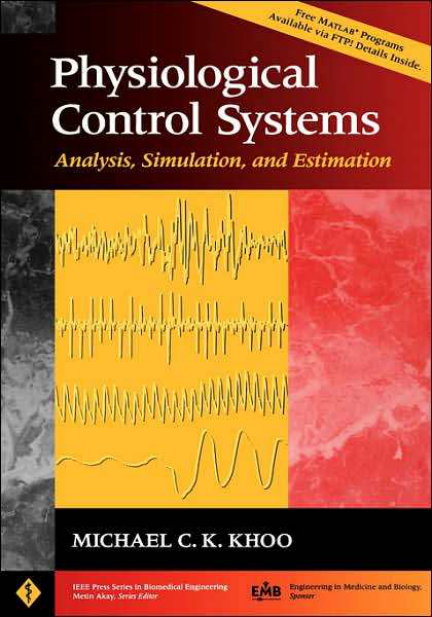 Free MATLAB® Programs
Available via FTP! Details Inside.
Physiological
Control Systems
Analysis, Simulation, and Estimation
MICHAEL C. K. KHOO
IEEE Press Series in Biomedical Engineering
Metin Akay, Series Editor
EMB
Engineering in Medicine and Biology,
Sponsor